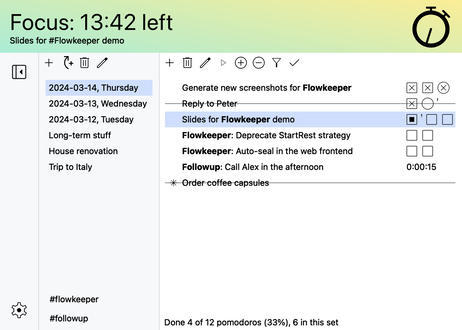 Focus: 13:42 left
Slides for #Flowkeeper demo
2024-03-14, Thursday
2024-03-13, Wednesday
2024-03-12, Tuesday
Long-term stuff
House renovation
Trip to Italy
#flowkeeper
#followup
Generate new screenshots for Flowkeeper
Reply to Peter
Slides for Flowkeeper demo
Flowkeeper: Deprecate StartRest strategy
Flowkeeper: Auto-seal in the web frontend
Followup: Call Alex in the afternoon 0:00:15
Order coffee capsules
Done 4 of 12 pomodoros (33%), 6 in this set